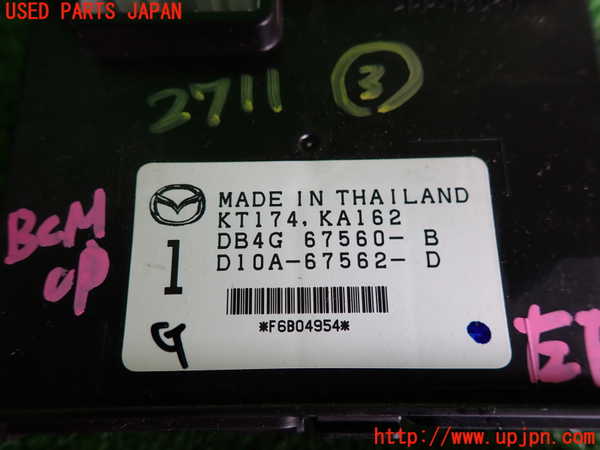 USED PARTS JAPAN
2711 ③
MADE IN THAILAND
KT174, KA162
DB4G 67560- B
D10A-67562- D
1
*F6B04954*
G
BCM
OP
左
http://www.upjpn.com